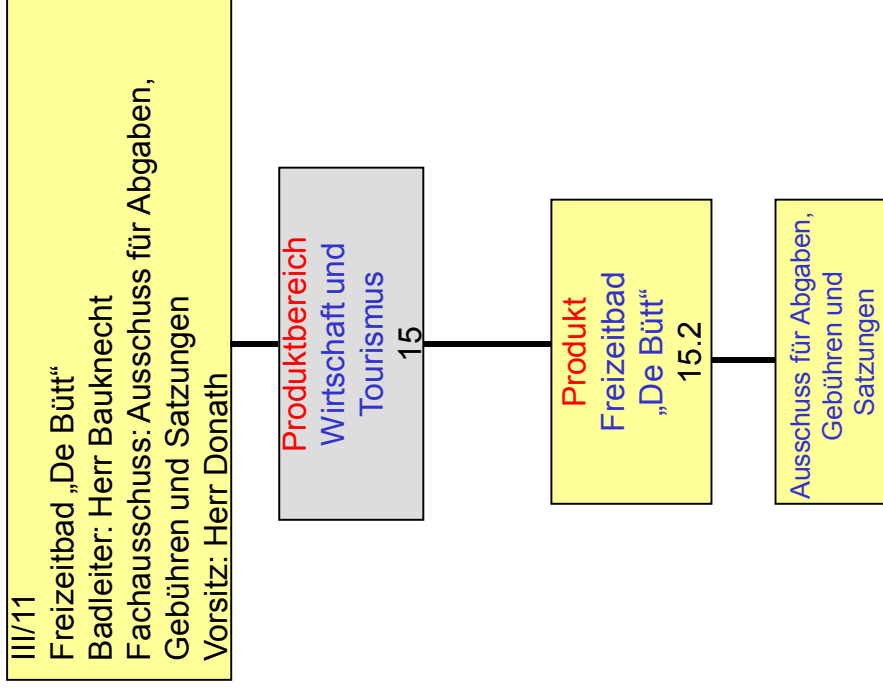 III/11
Freizeitbad „De Bütt“
Badleiter: Herr Bauknecht
Fachausschuss: Ausschuss für Abgaben,
Gebühren und Satzungen
Vorsitz: Herr Donath
Produktbereich
Wirtschaft und
Tourismus
15
Produkt
Freizeitbad
„De Bütt“
15.2
Ausschuss für Abgaben,
Gebühren und
Satzungen